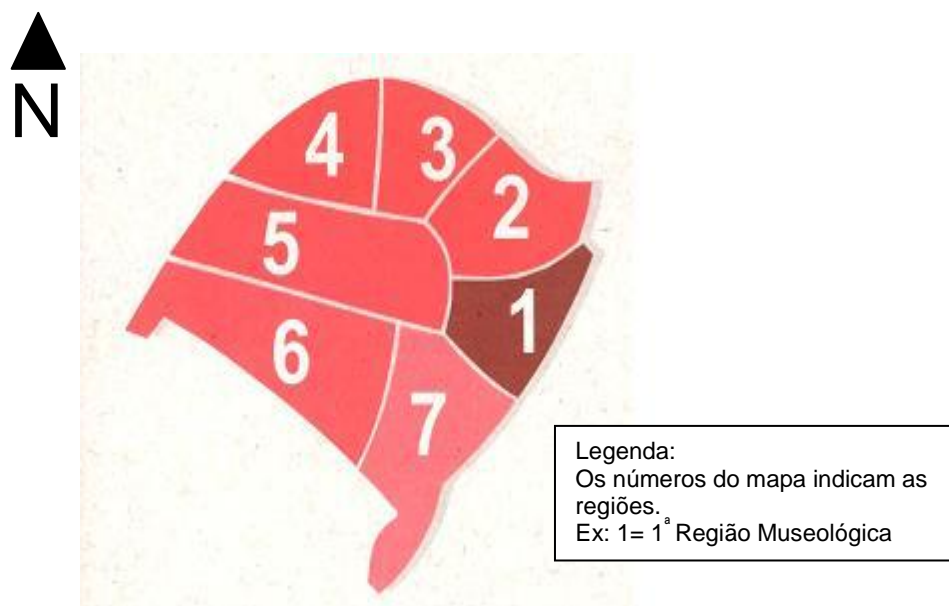 N
4
3
2
5
1
6
7
Legenda:
Os números do mapa indicam as
regiões.
Ex: 1= 1ª Região Museológica